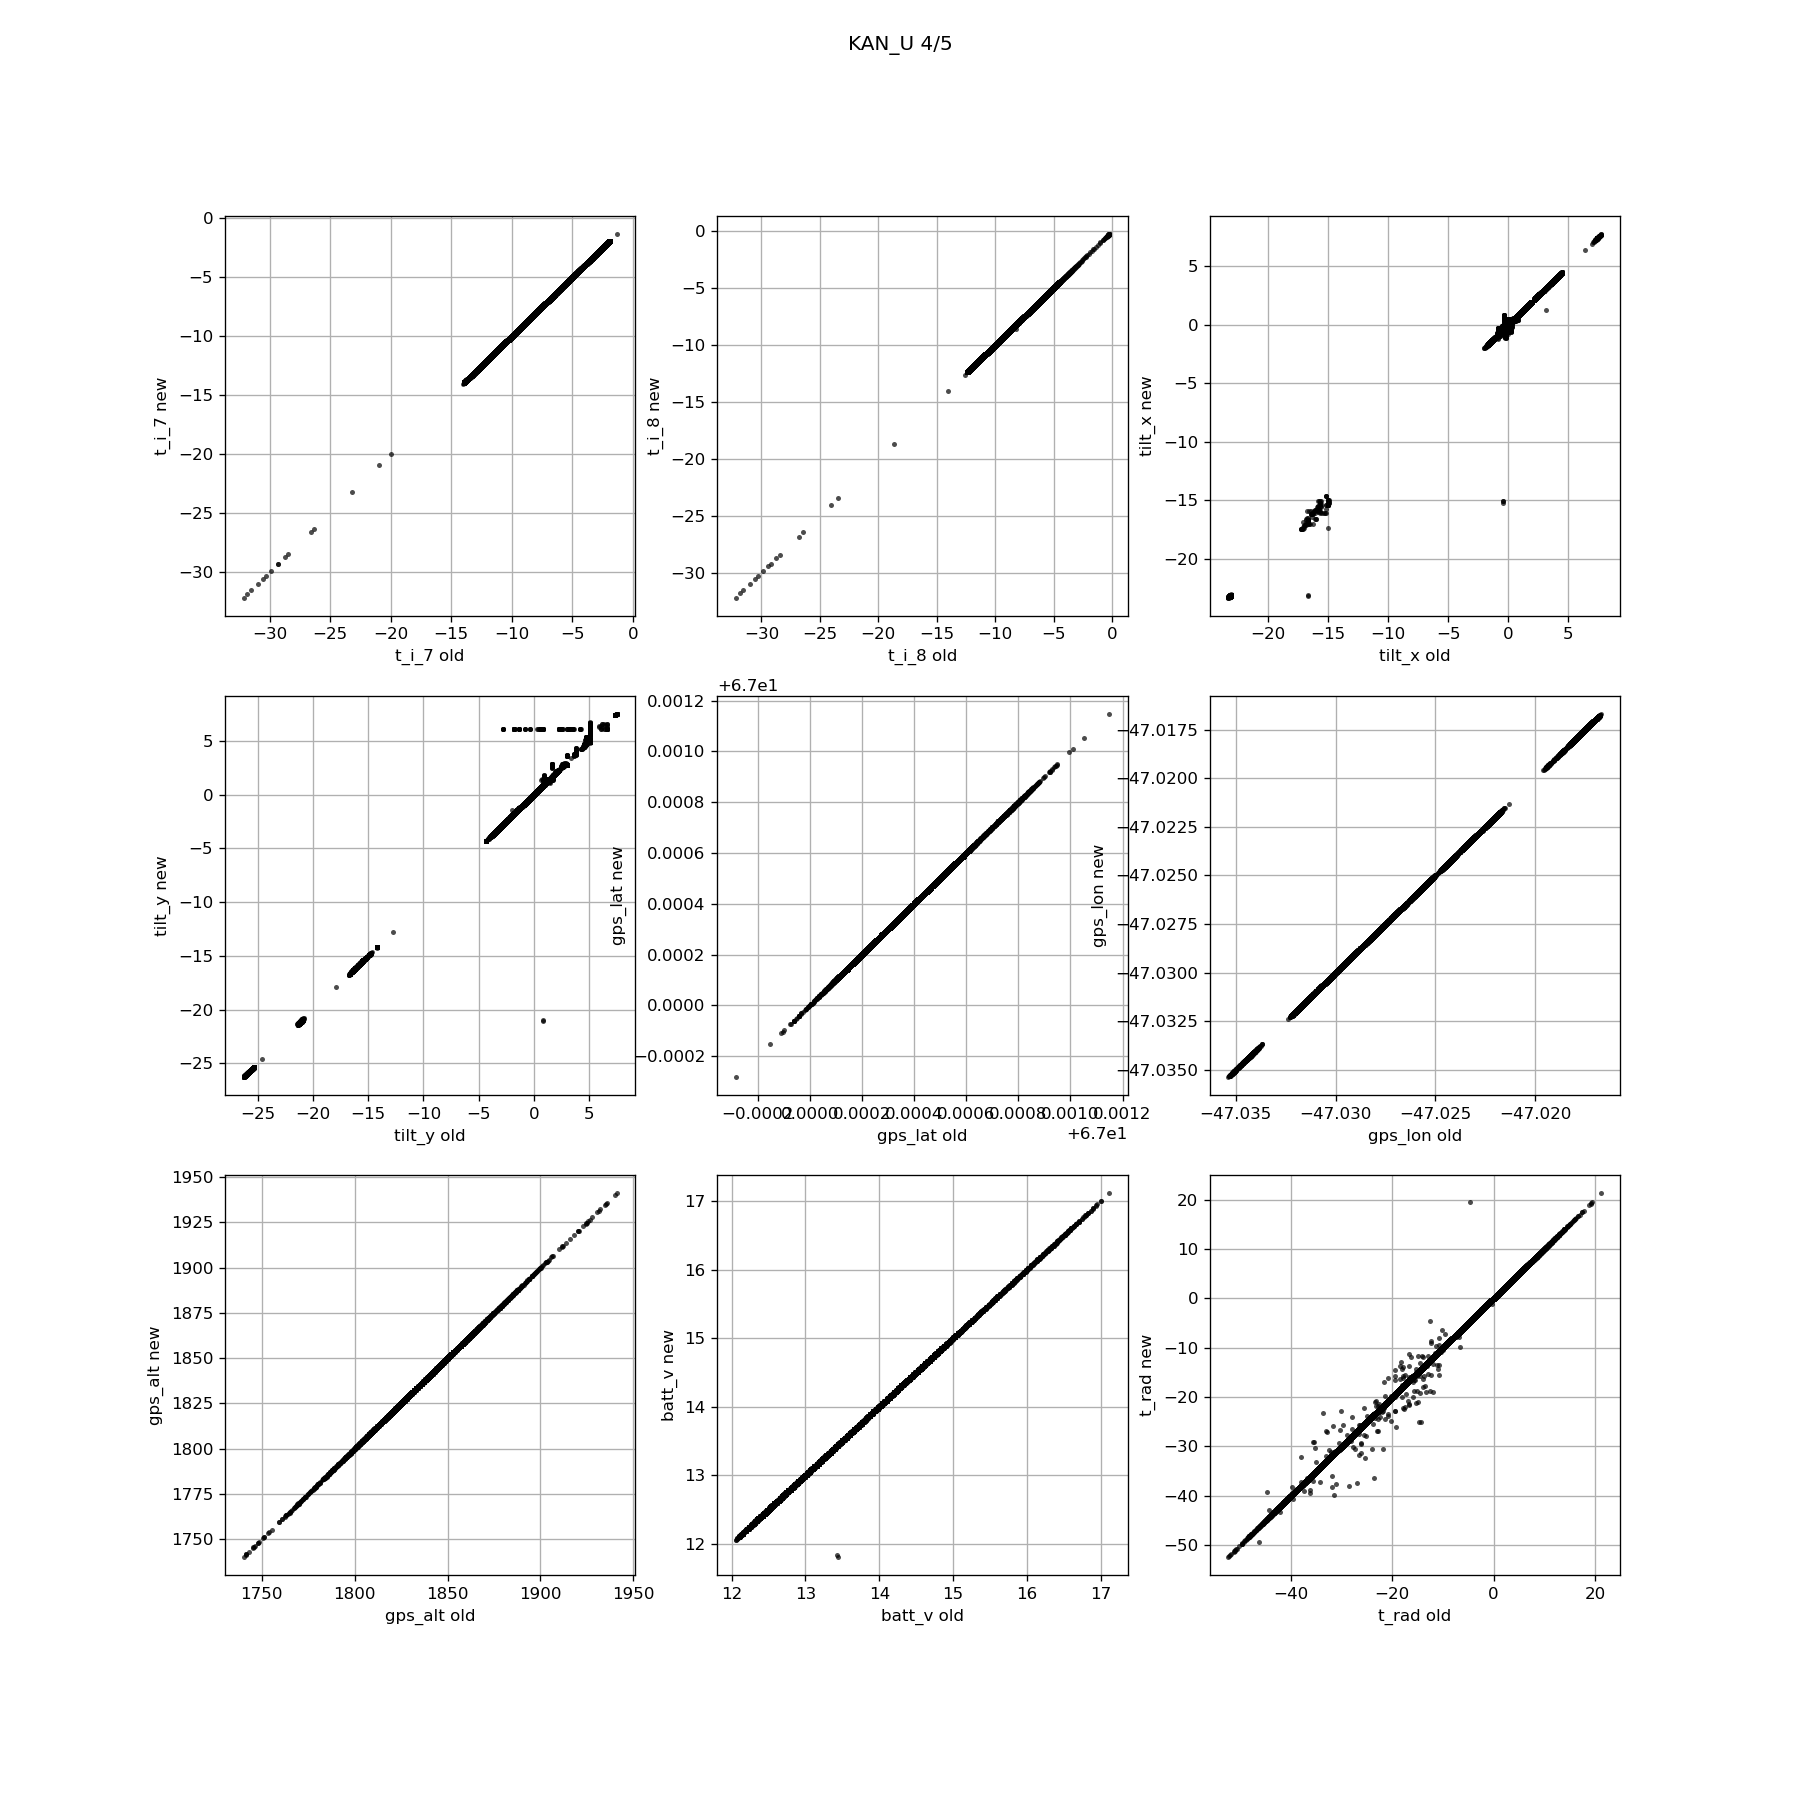 KAN_U 4/5
0
−5
−10
−15
−20
−25
−30
t_i_7 new
−30 −25 −20 −15 −10 −5 0
t_i_7 old
0
−5
−10
−15
−20
−25
−30
t_i_8 new
−30 −25 −20 −15 −10 −5 0
t_i_8 old
5
0
−5
−10
−15
−20
tilt_x new
−20 −15 −10 −5 0 5
tilt_x old
5
0
−5
−10
−15
−20
−25
tilt_y new
−25 −20 −15 −10 −5 0 5
tilt_y old
+6.7e1
0.0012
0.0010
0.0008
0.0006
0.0004
0.0002
0.0000
−0.0002
gps_lat new
−0.0002 0.0000 0.0002 0.0004 0.0006 0.0008 0.0010 0.0012
gps_lat old
+6.7e1
−47.0175
−47.0200
−47.0225
−47.0250
−47.0275
−47.0300
−47.0325
−47.0350
gps_lon new
−47.035 −47.030 −47.025 −47.020
gps_lon old
1950
1925
1900
1875
1850
1825
1800
1775
1750
gps_alt new
1750 1800 1850 1900 1950
gps_alt old
17
16
15
14
13
12
batt_v new
12 13 14 15 16 17
batt_v old
20
10
0
−10
−20
−30
−40
−50
t_rad new
−40 −20 0 20
t_rad old